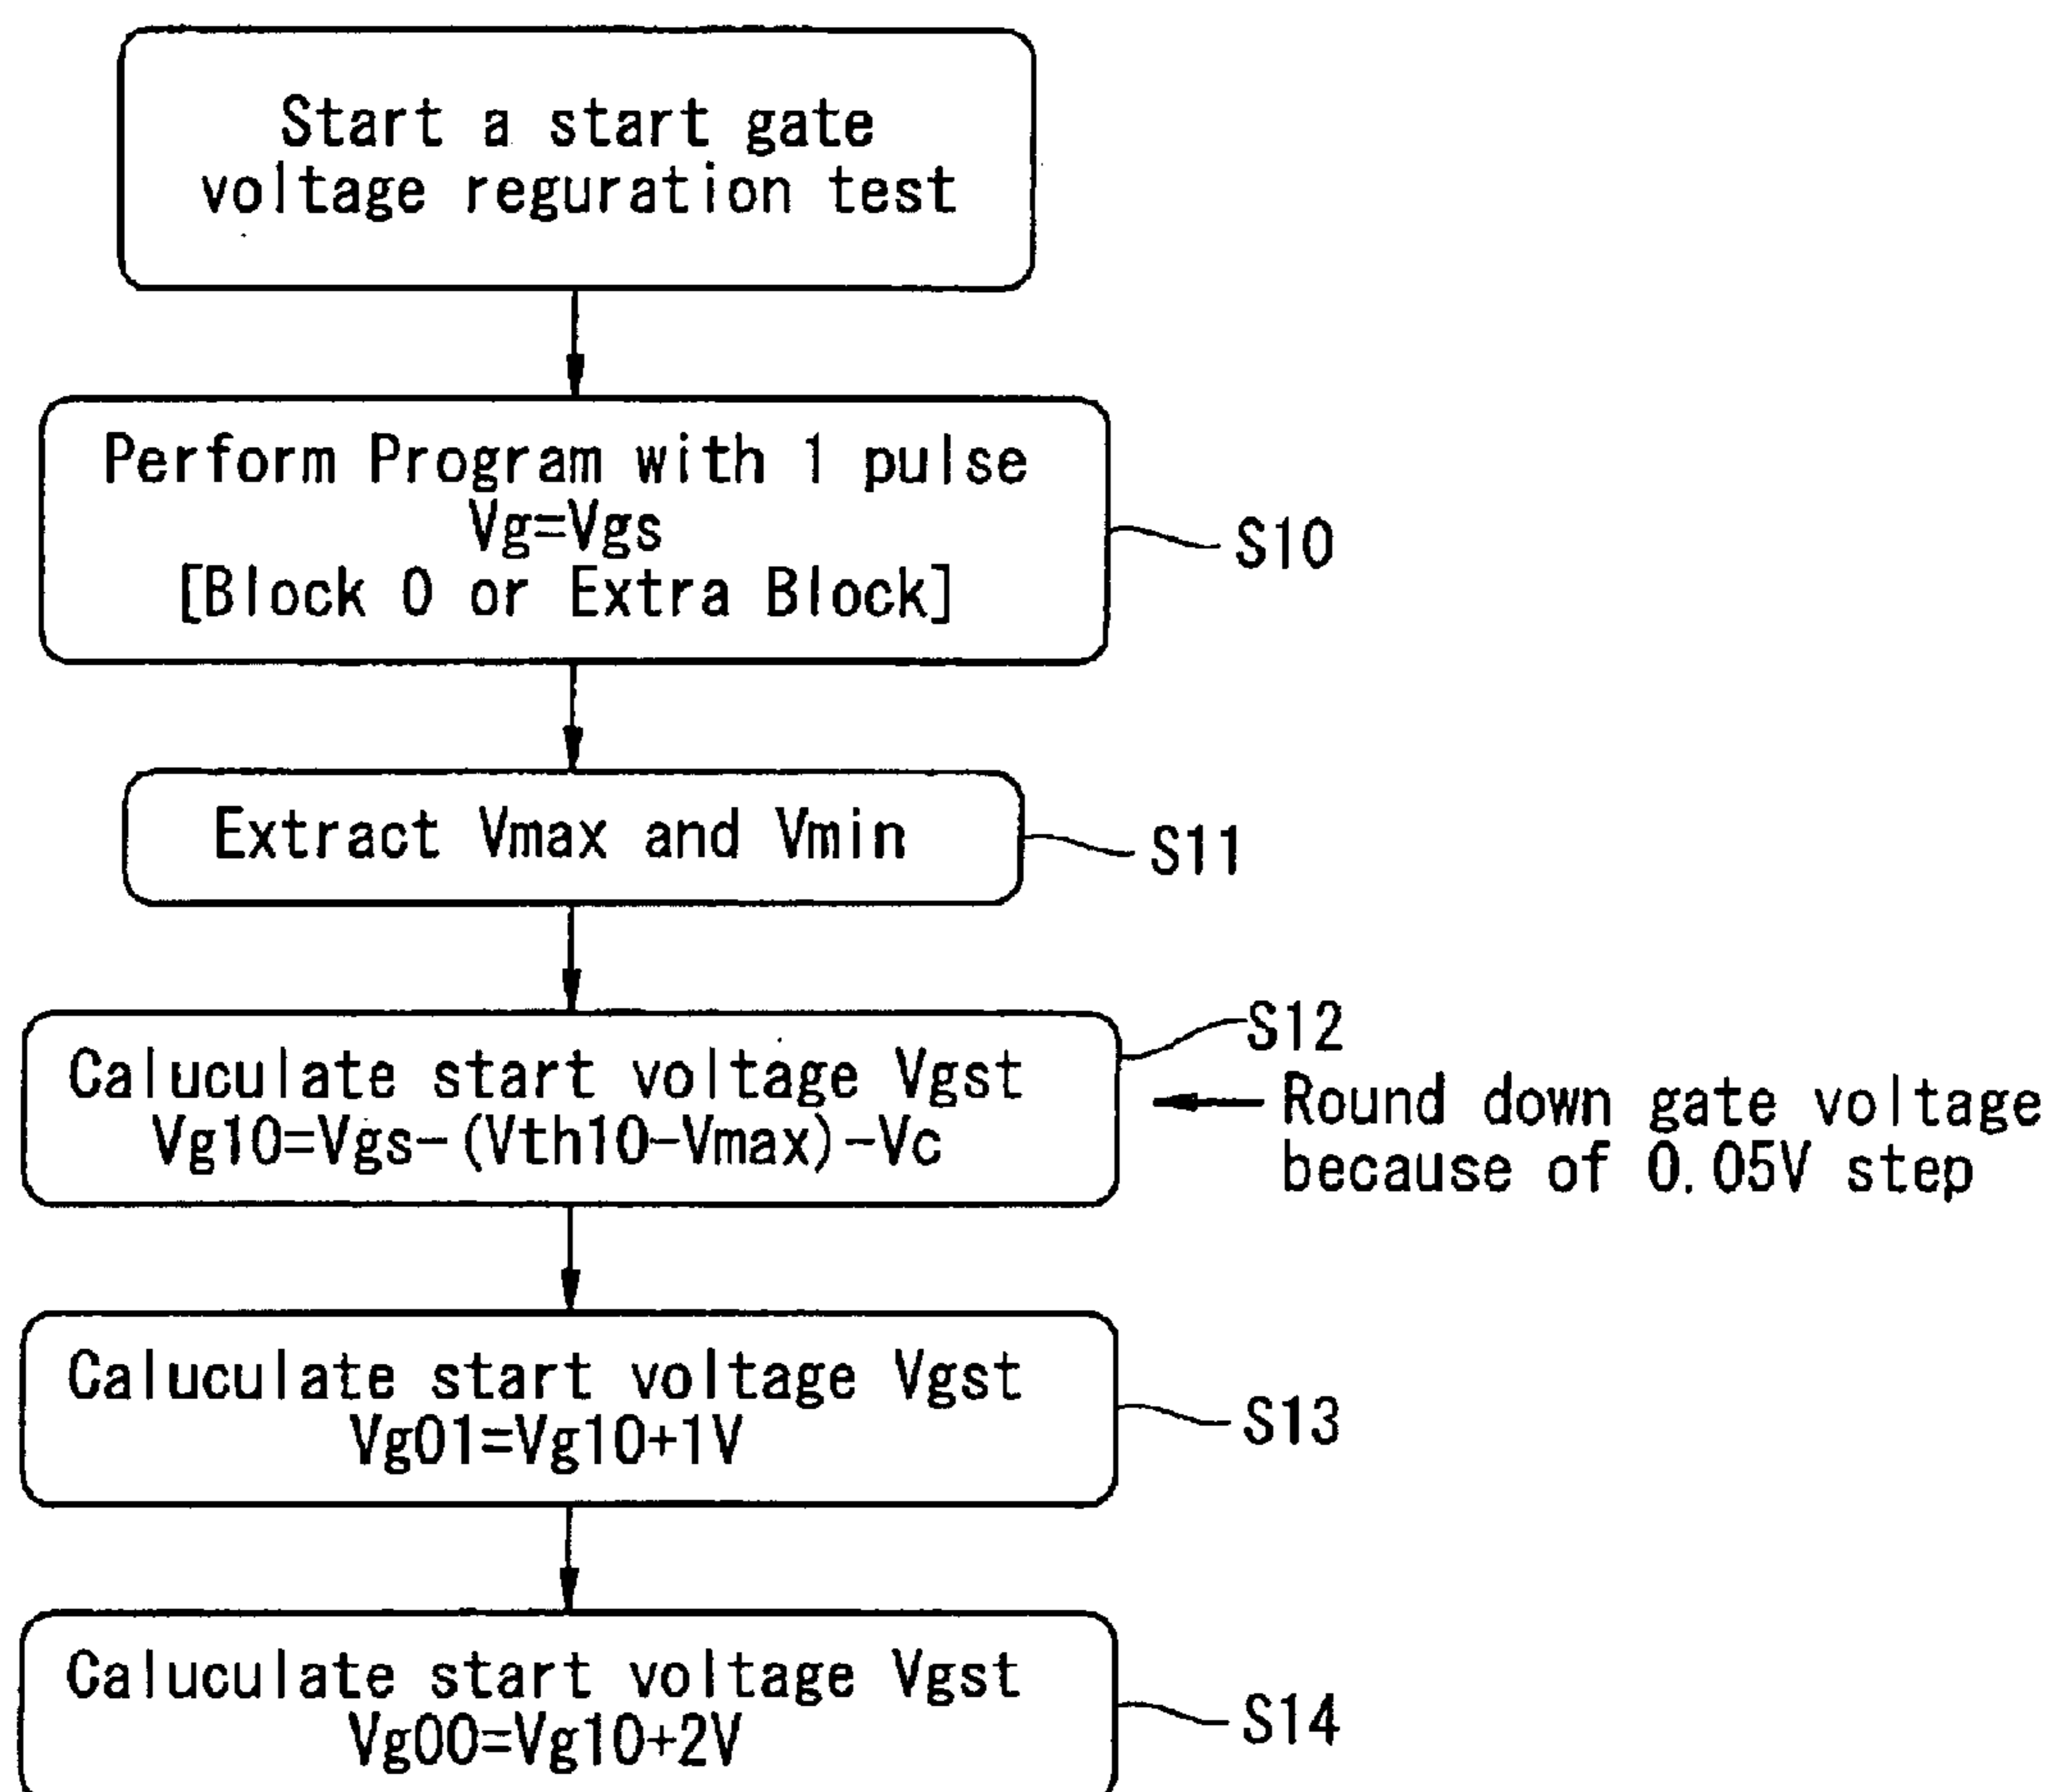 Start a start gate
voltage reguration test
Perform Program with 1 pulse
Vg=Vgs
[Block 0 or Extra Block]
S10
Extract Vmax and Vmin
S11
Caluculate start voltage Vgst
Vg10=Vgs-(Vth10-Vmax)-Vc
S12
Round down gate voltage
because of 0.05V step
Caluculate start voltage Vgst
Vg01=Vg10+1V
S13
Caluculate start voltage Vgst
Vg00=Vg10+2V
S14